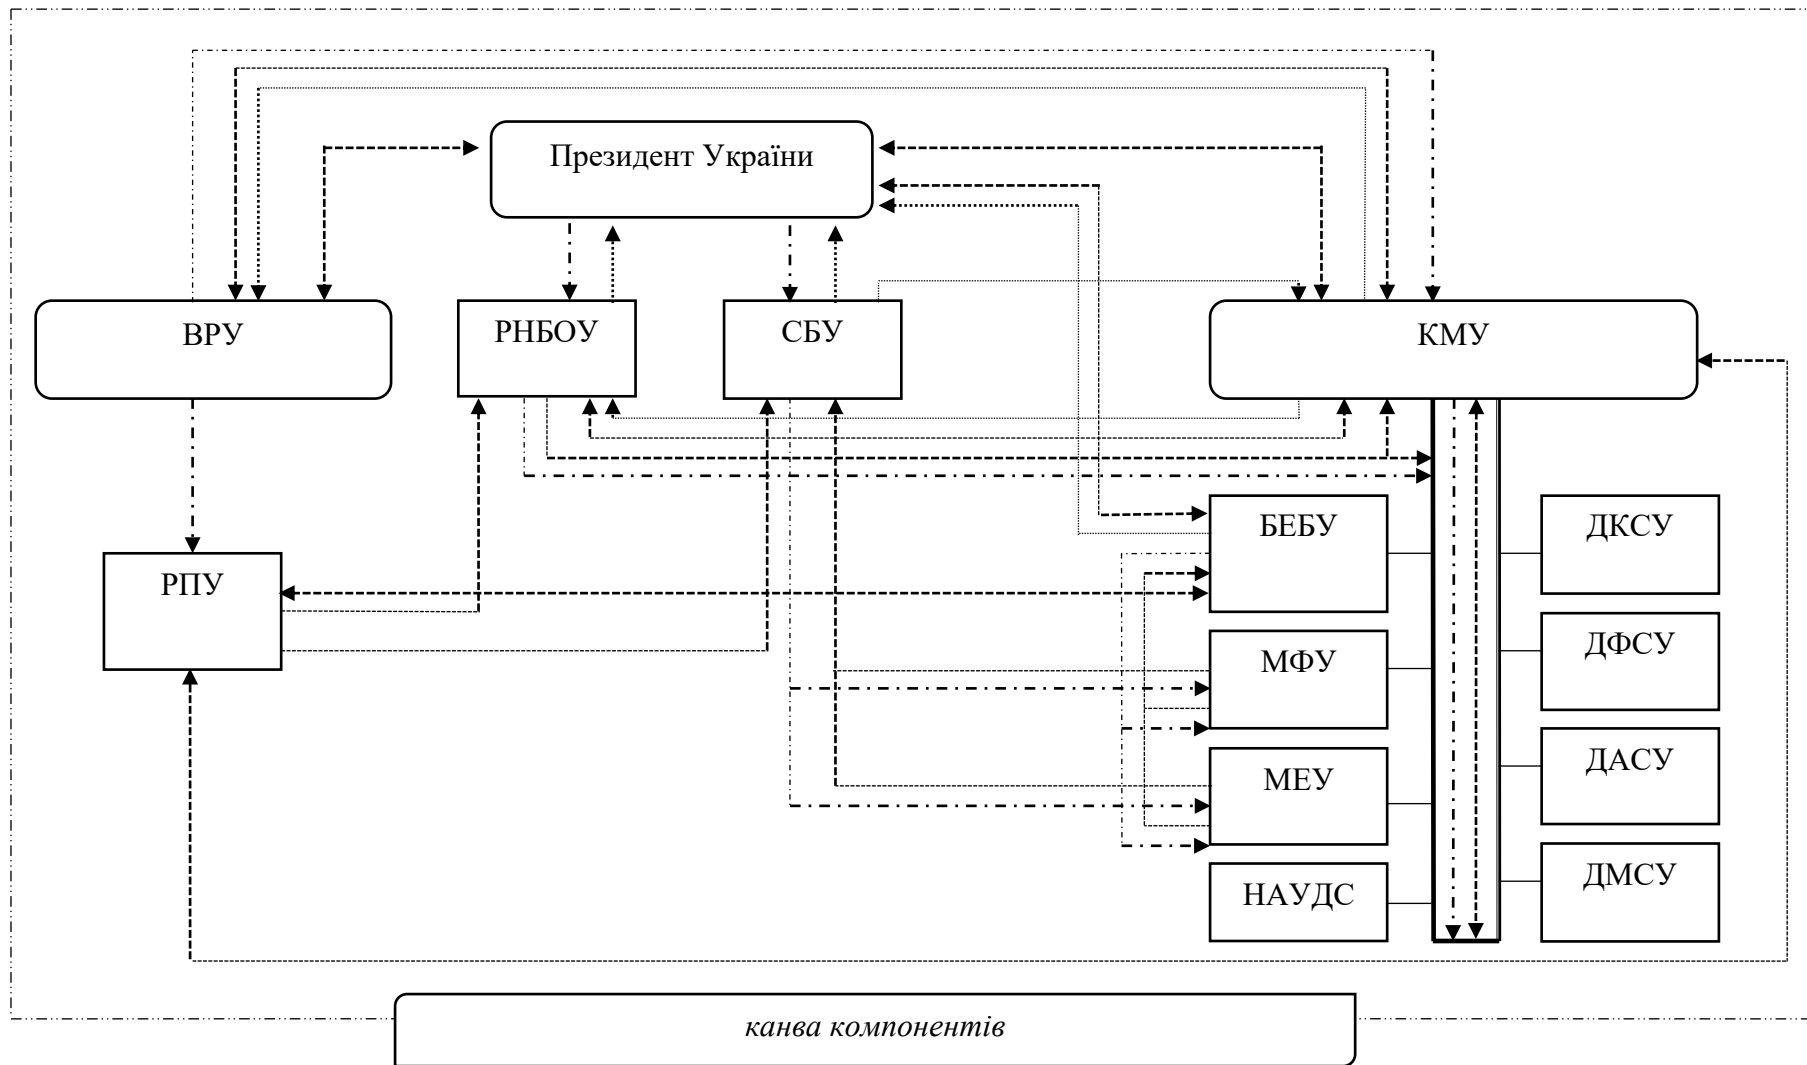 Президент України
ВРУ
РНБОУ
СБУ
КМУ
РПУ
БЕБУ
ДКСУ
МФУ
ДФСУ
МЕУ
ДАСУ
НАУДС
ДМСУ
канва компонентів